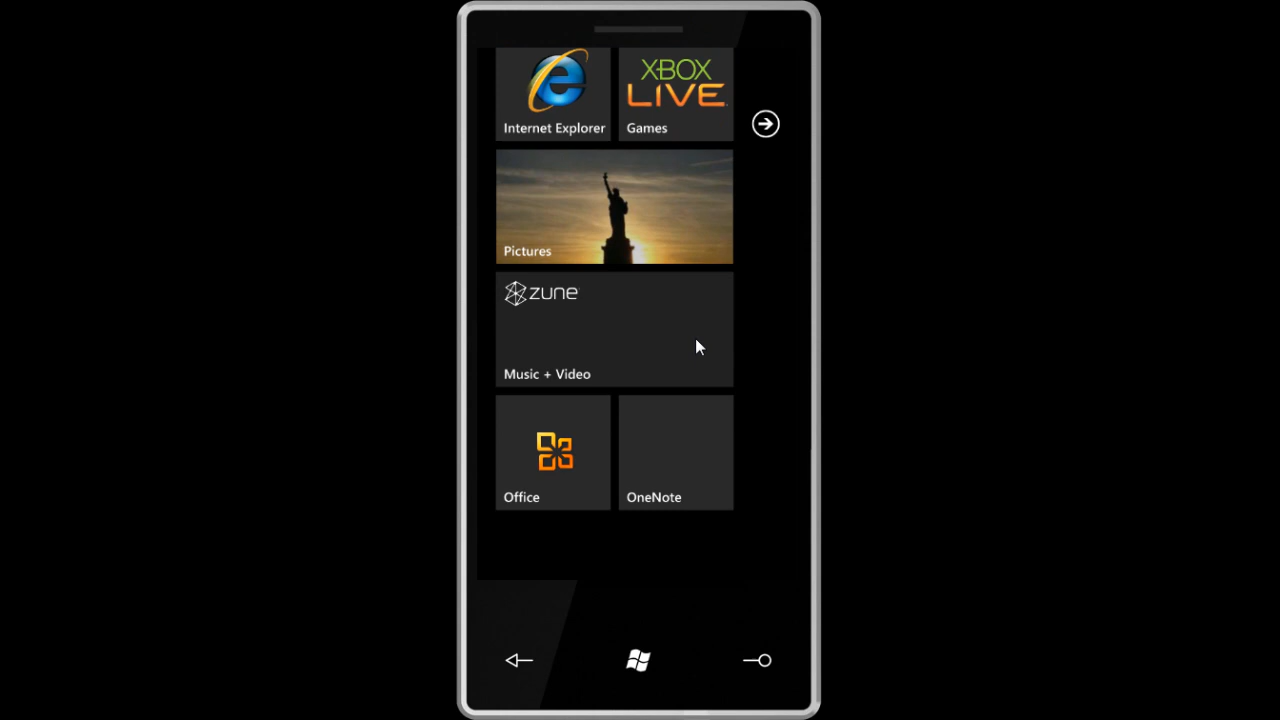 XBOX
LIVE
Internet Explorer
Games
Pictures
zune
Music + Video
Office
OneNote